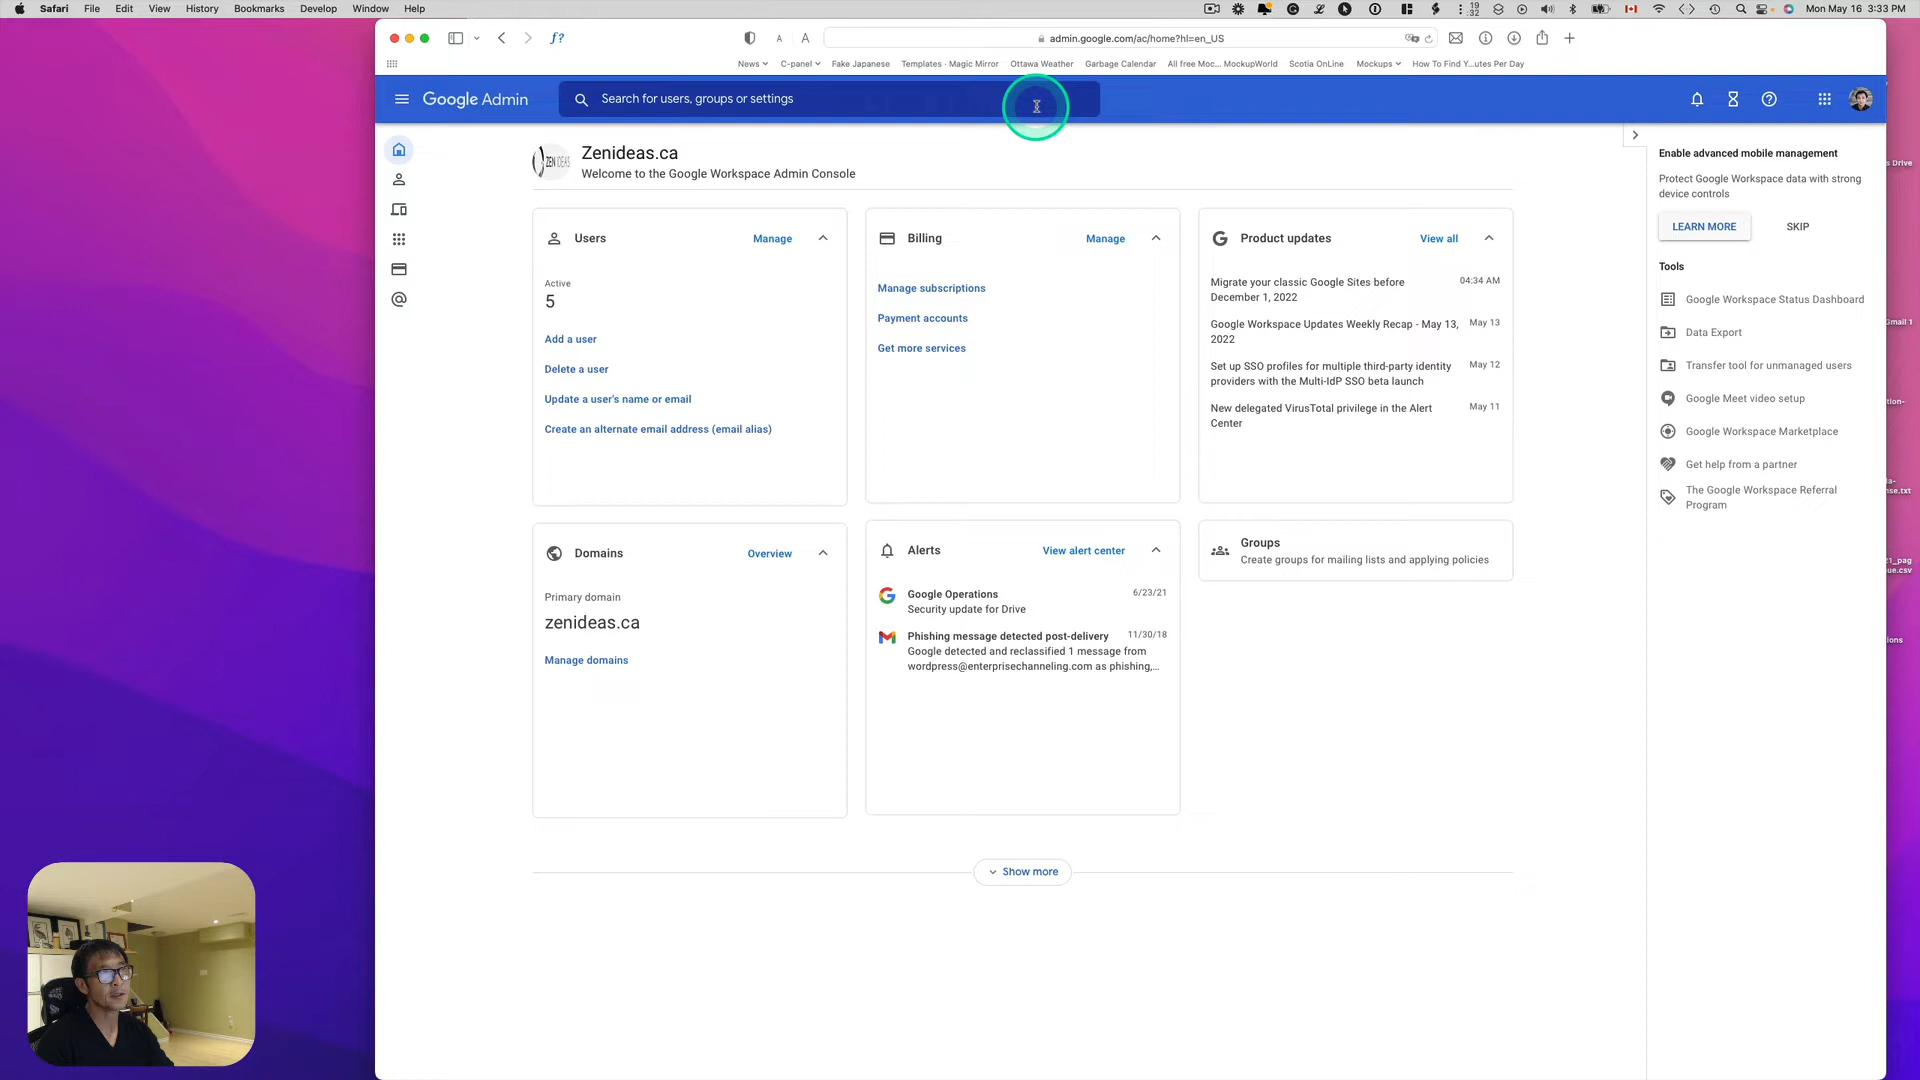 Safari File Edit View History Bookmarks Develop Window Help
19
32
Mon May 16 3:33 PM
A A admin.google.com/ac/home?hl=en_US
News C-panel Fake Japanese Templates - Magic Mirror Ottawa Weather Garbage Calendar All free Moc... MockupWorld Scotia OnLine Mockups How To Find Y...utes Per Day
Google Admin
Search for users, groups or settings
Zenideas.ca
Welcome to the Google Workspace Admin Console
Users
Manage
Active
5
Add a user
Delete a user
Update a user's name or email
Create an alternate email address (email alias)
Billing
Manage
Manage subscriptions
Payment accounts
Get more services
Product updates
View all
Migrate your classic Google Sites before 04:34 AM
December 1, 2022
Google Workspace Updates Weekly Recap - May 13, May 13
2022
Set up SSO profiles for multiple third-party identity May 12
providers with the Multi-IdP SSO beta launch
New delegated VirusTotal privilege in the Alert May 11
Center
Domains
Overview
Primary domain
zenideas.ca
Manage domains
Alerts
View alert center
Google Operations 6/23/21
Security update for Drive
Phishing message detected post-delivery 11/30/18
Google detected and reclassified 1 message from
wordpress@enterprisechanneling.com as phishing,...
Groups
Create groups for mailing lists and applying policies
Show more
Enable advanced mobile management
Protect Google Workspace data with strong
device controls
LEARN MORE SKIP
Tools
Google Workspace Status Dashboard
Data Export
Transfer tool for unmanaged users
Google Meet video setup
Google Workspace Marketplace
Get help from a partner
The Google Workspace Referral
Program
s Drive
Gmail 1